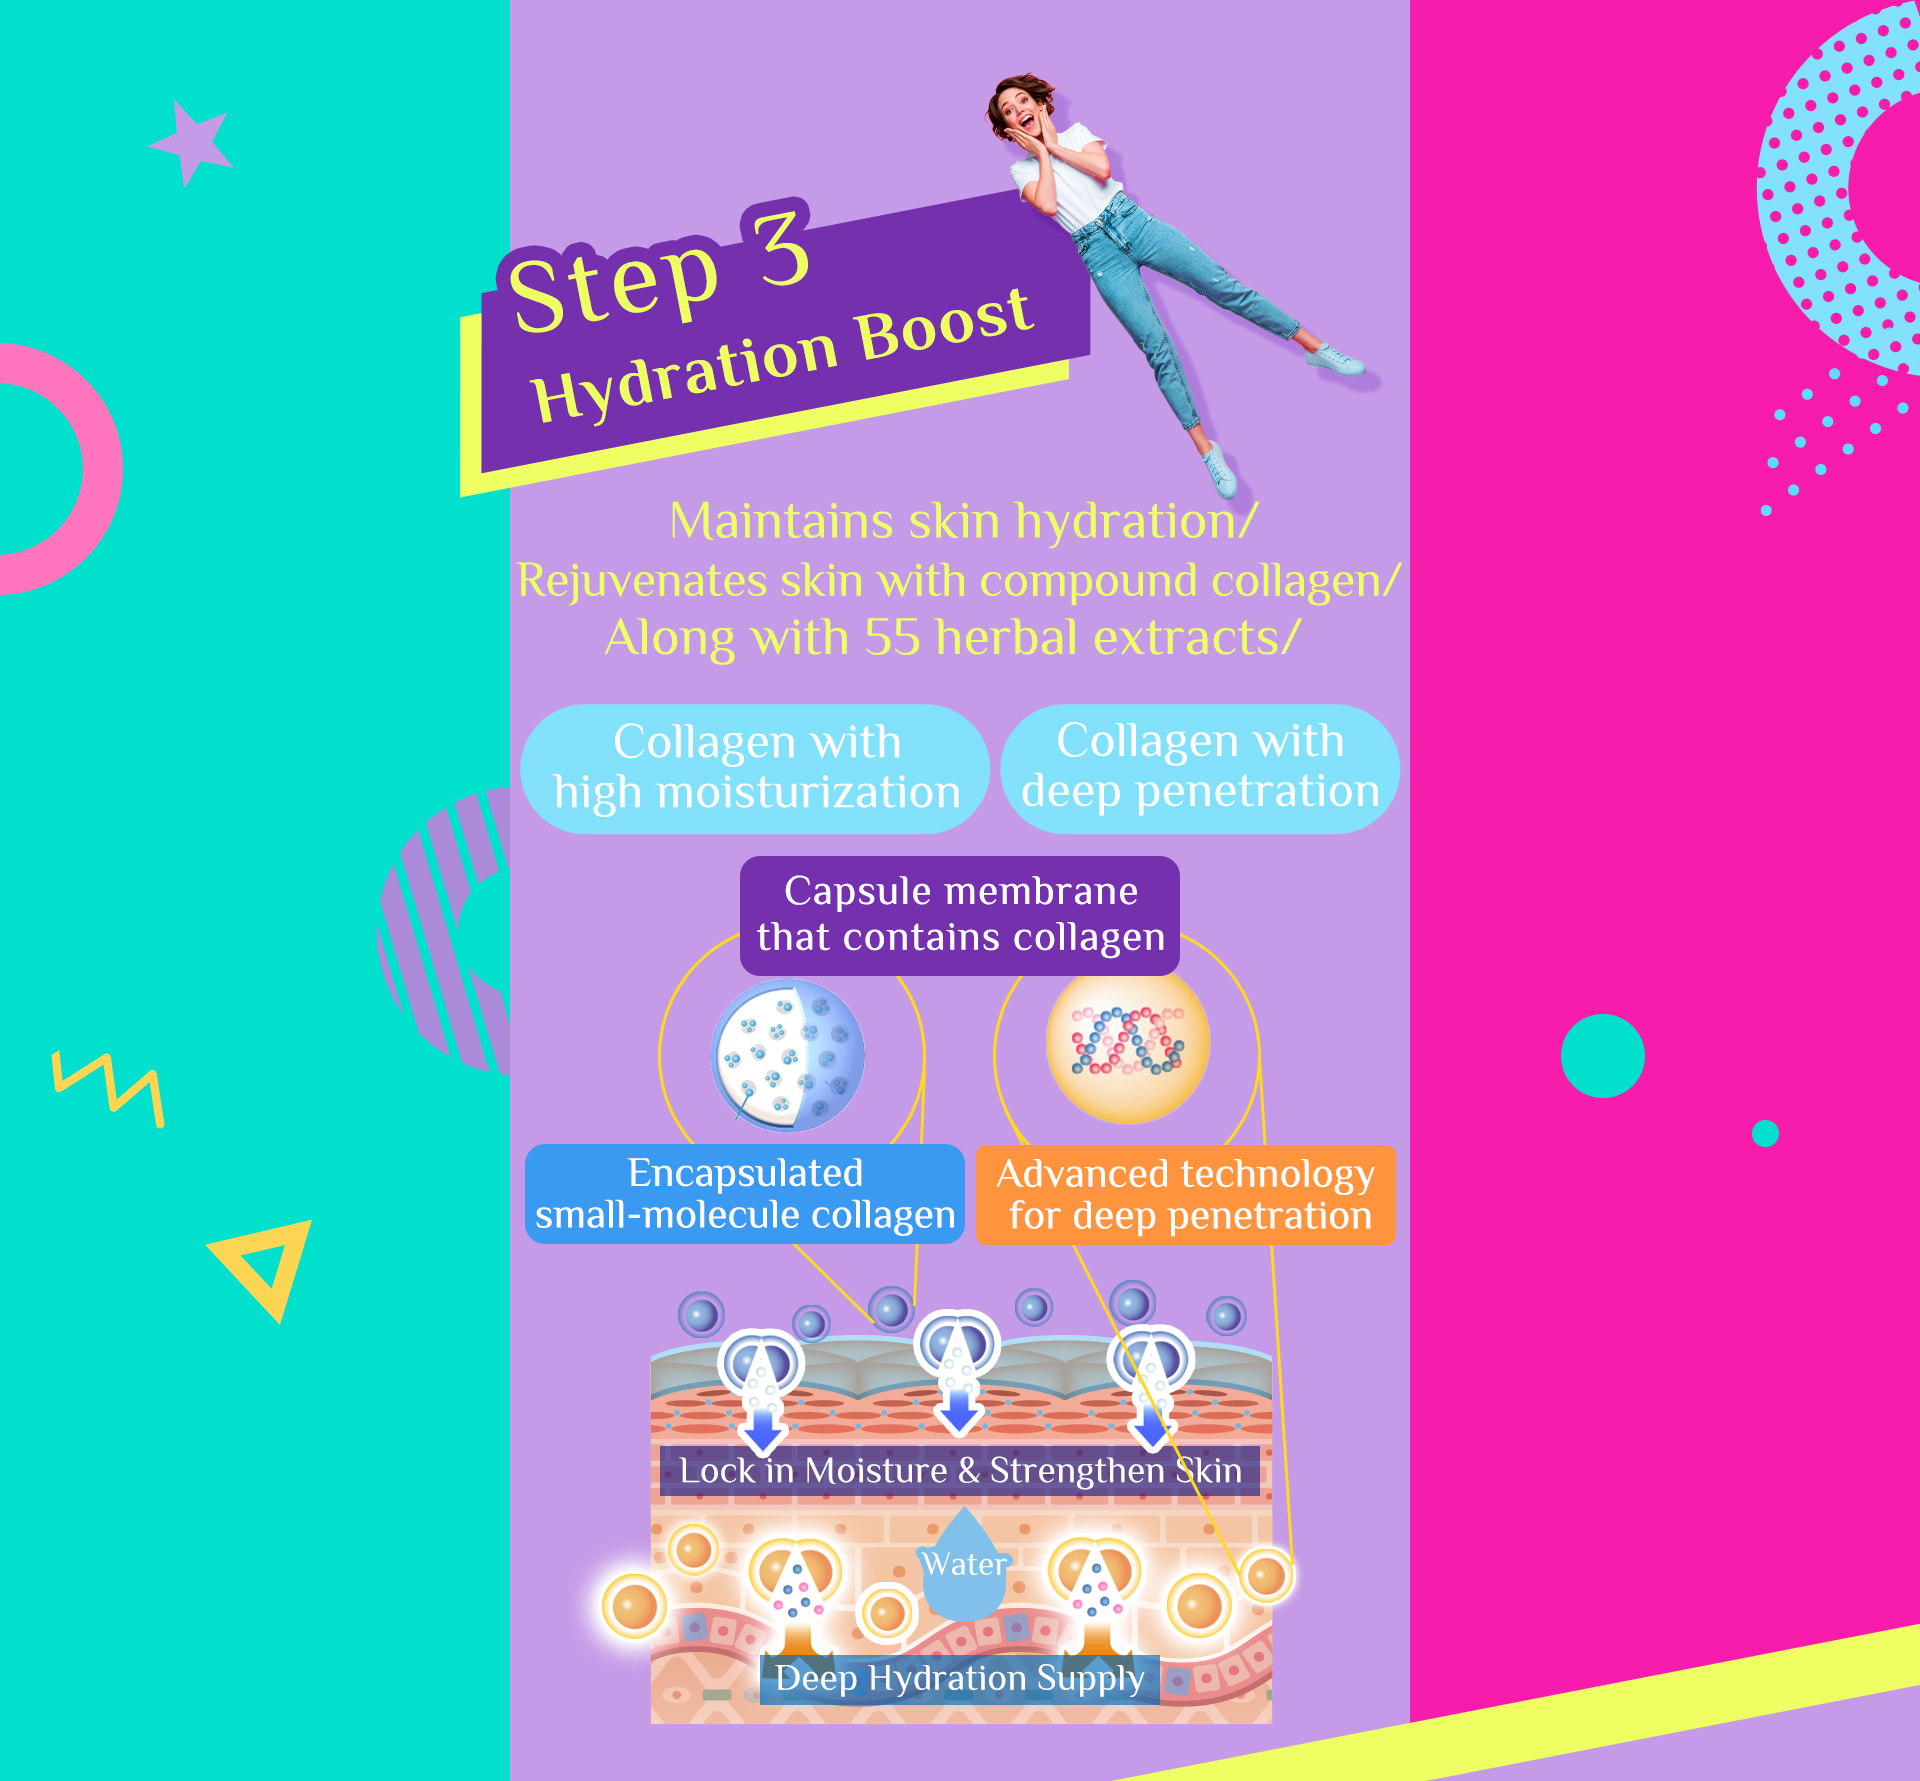 Step 3
Hydration Boost
Maintains skin hydration/
Rejuvenates skin with compound collagen/
Along with 55 herbal extracts/
Collagen with
high moisturization
Collagen with
deep penetration
Capsule membrane
that contains collagen
Encapsulated
small-molecule collagen
Advanced technology
for deep penetration
Lock in Moisture & Strengthen Skin
Water
Deep Hydration Supply